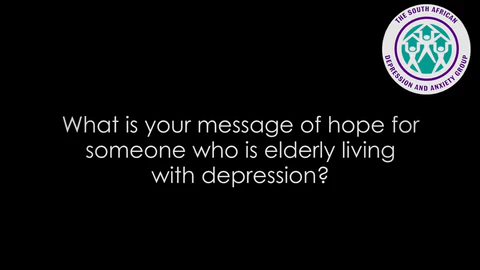 THE SOUTH AFRICAN
DEPRESSION AND ANXIETY GROUP
What is your message of hope for
someone who is elderly living
with depression?